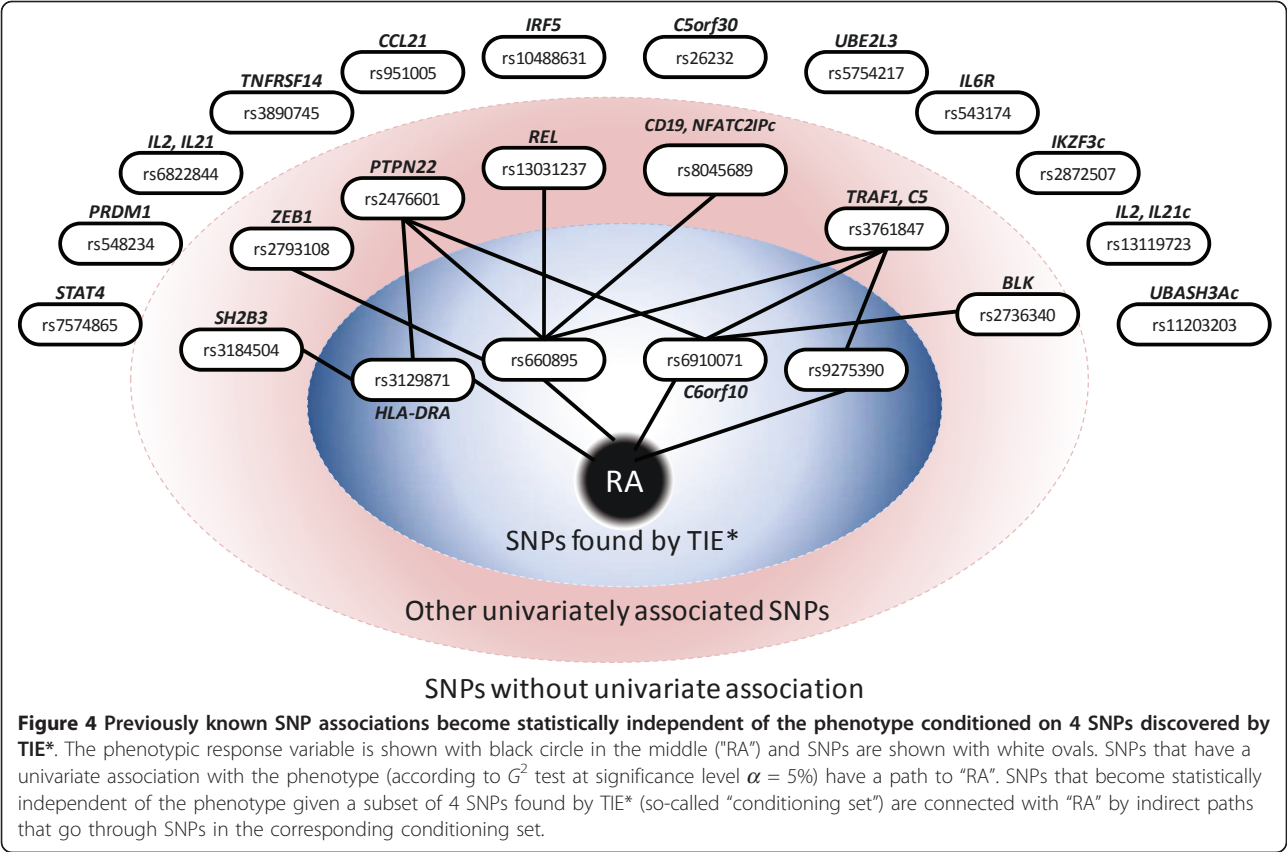 IRF5
rs10488631
C5orf30
rs26232
CCL21
rs951005
UBE2L3
rs5754217
TNFRSF14
rs3890745
IL6R
rs543174
IL2, IL21
rs6822844
REL
rs13031237
CD19, NFATC2IPc
rs8045689
IKZF3c
rs2872507
PTPN22
rs2476601
TRAF1, C5
rs3761847
PRDM1
rs548234
ZEB1
rs2793108
IL2, IL21c
rs13119723
STAT4
rs7574865
SH2B3
rs3184504
BLK
rs2736340
UBASH3Ac
rs11203203
rs3129871
HLA-DRA
rs660895
rs6910071
C6orf10
rs9275390
RA
SNPs found by TIE*
Other univariately associated SNPs
SNPs without univariate association
Figure 4 Previously known SNP associations become statistically independent of the phenotype conditioned on 4 SNPs discovered by
TIE*. The phenotypic response variable is shown with black circle in the middle ("RA") and SNPs are shown with white ovals. SNPs that have a
univariate association with the phenotype (according to G² test at significance level α = 5%) have a path to "RA". SNPs that become statistically
independent of the phenotype given a subset of 4 SNPs found by TIE* (so-called "conditioning set") are connected with "RA" by indirect paths
that go through SNPs in the corresponding conditioning set.